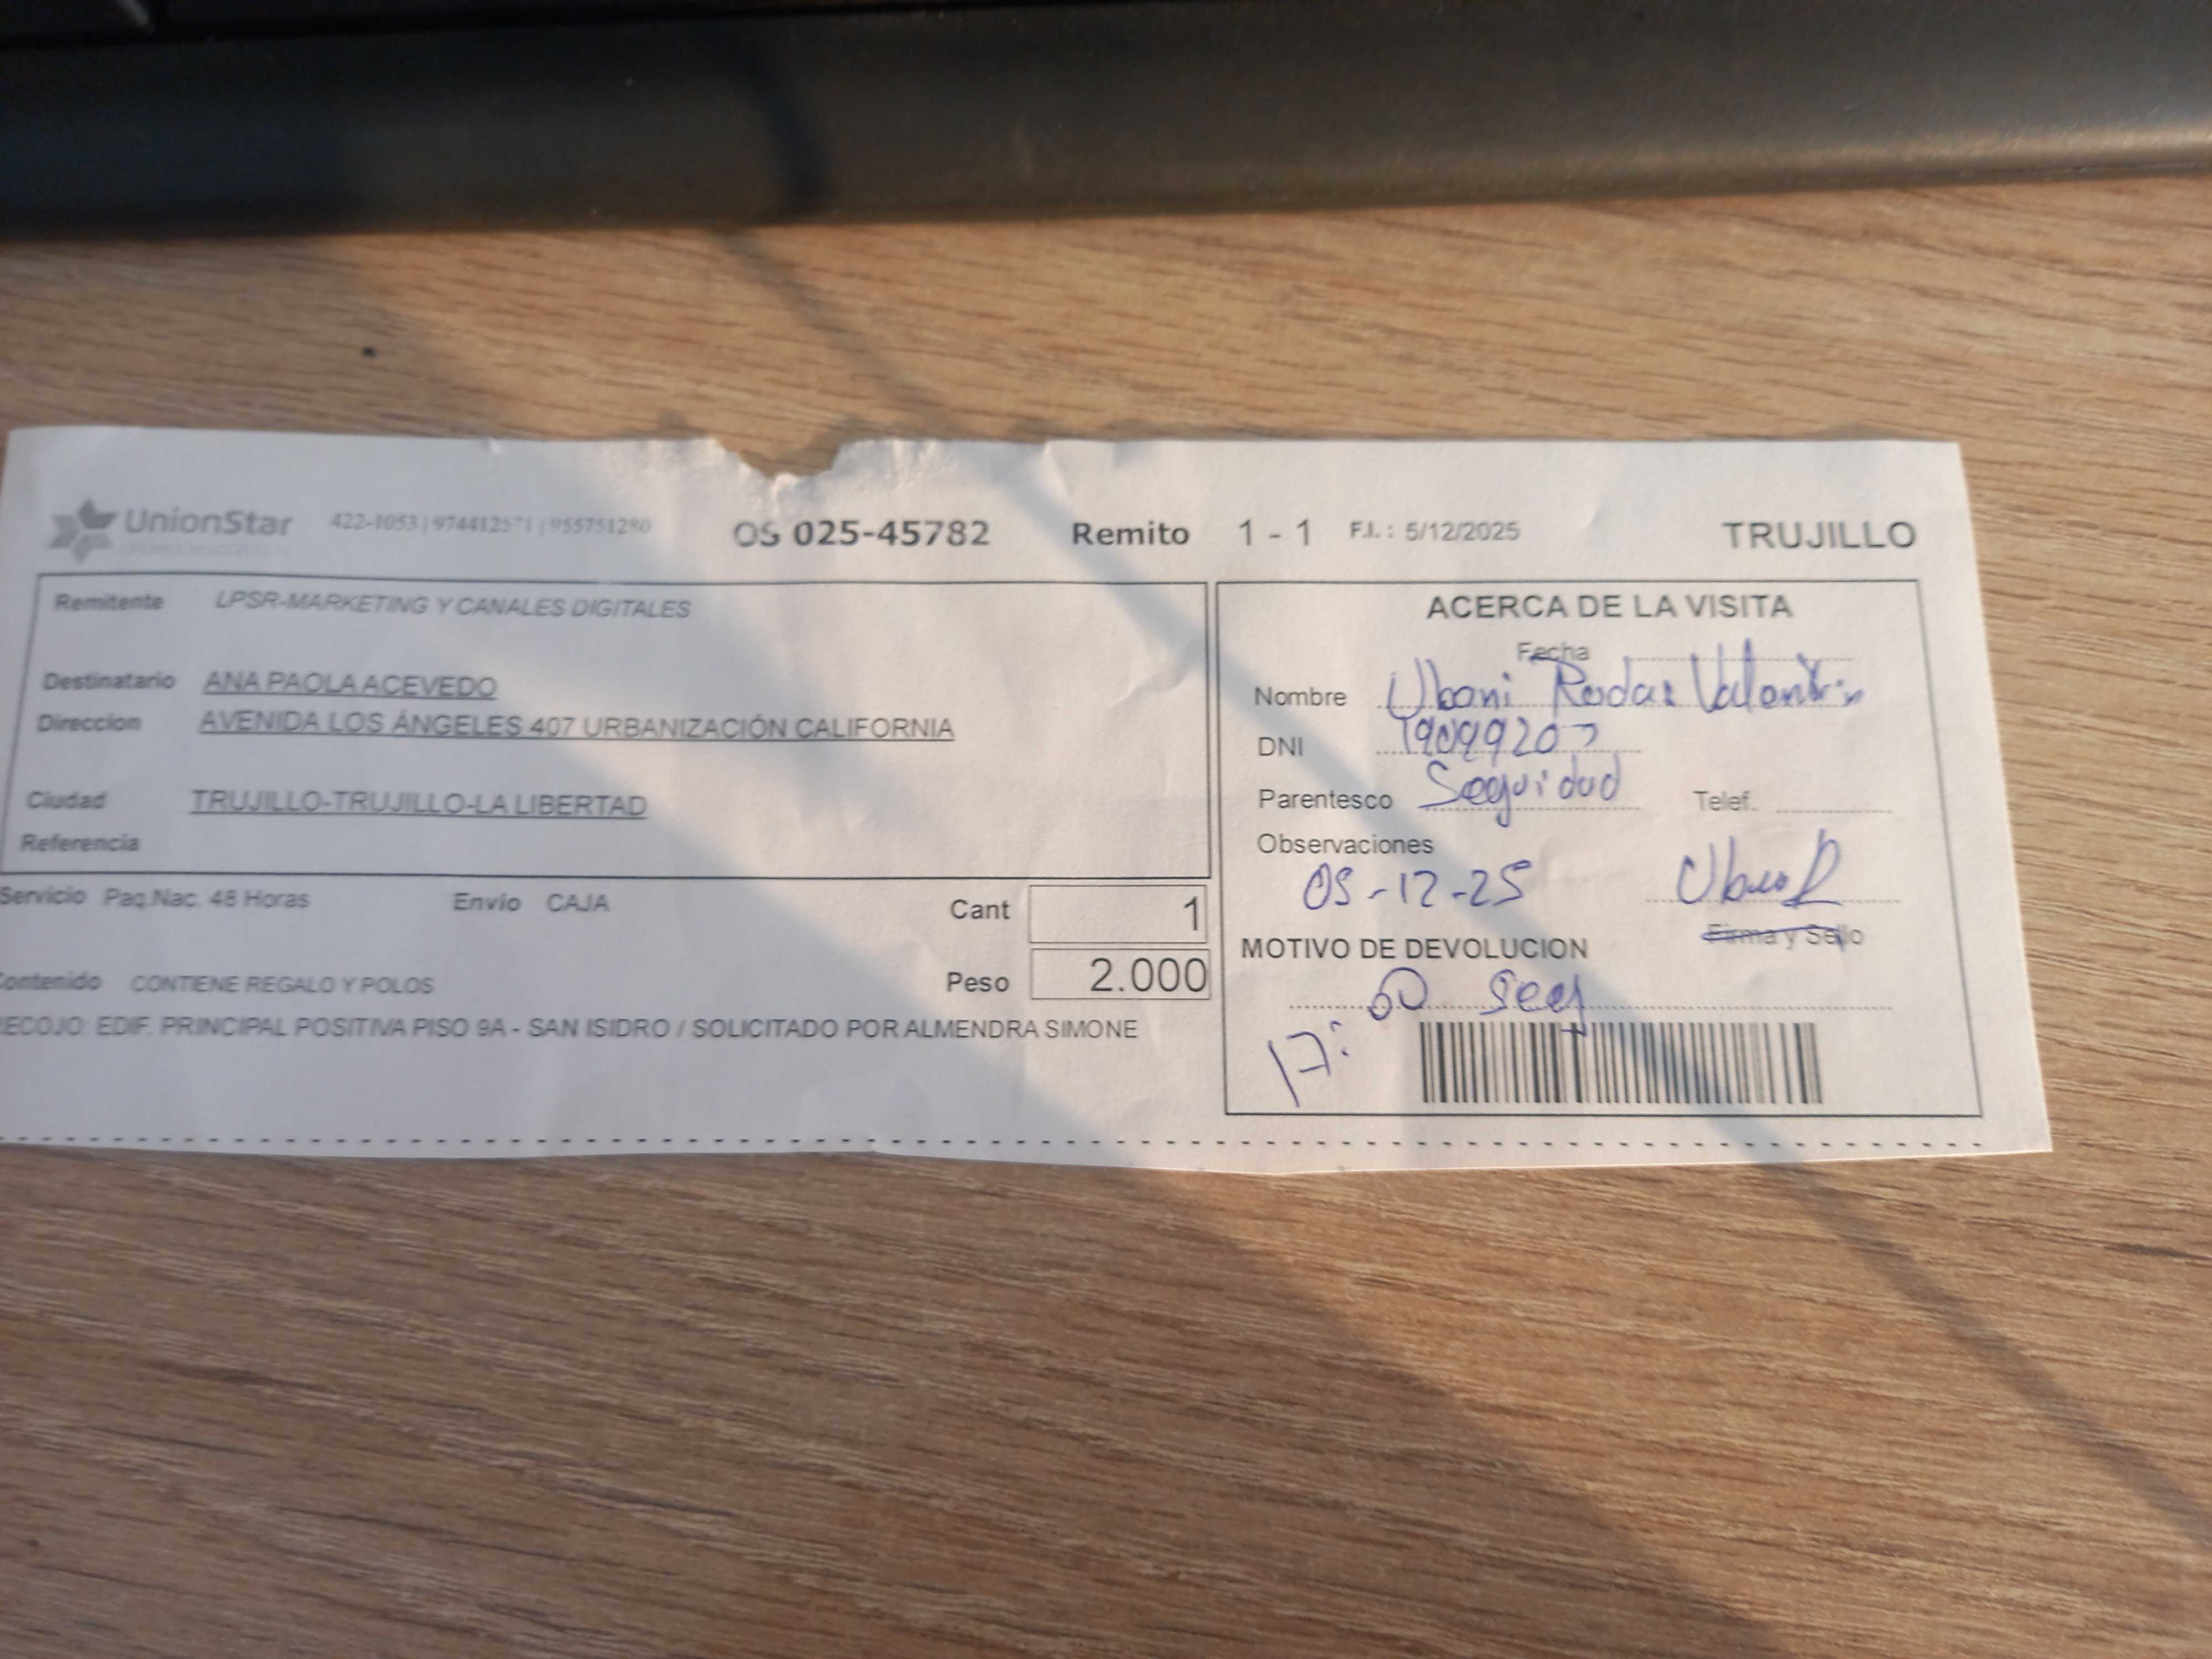 UnionStar 422-1053 | 974412571 | 955751280 OS 025-45782 Remito 1 - 1 F.I. : 5/12/2025 TRUJILLO
Remitente LPSR-MARKETING Y CANALES DIGITALES
Destinatario ANA PAOLA ACEVEDO
Direccion AVENIDA LOS ÁNGELES 407 URBANIZACIÓN CALIFORNIA
Ciudad TRUJILLO-TRUJILLO-LA LIBERTAD
Referencia
Servicio Paq.Nac. 48 Horas Envío CAJA Cant 1
Contenido CONTIENE REGALO Y POLOS Peso 2.000
RECOJO: EDIF. PRINCIPAL POSITIVA PISO 9A - SAN ISIDRO / SOLICITADO POR ALMENDRA SIMONE
ACERCA DE LA VISITA
Fecha
Nombre Ubani Rodas
DNI
Parentesco Seguidad Telef.
Observaciones
05-12-25
Firma y Sello
MOTIVO DE DEVOLUCION
17: